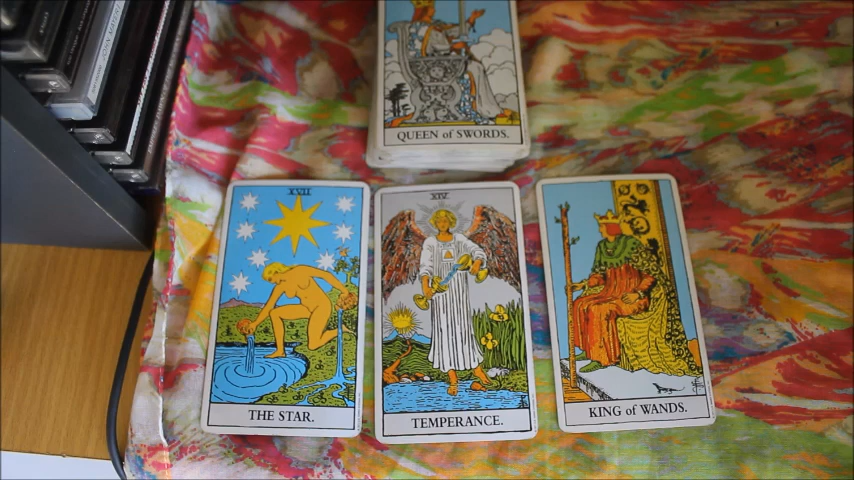 QUEEN of SWORDS.
XVII
THE STAR.
XIV
TEMPERANCE.
KING of WANDS.